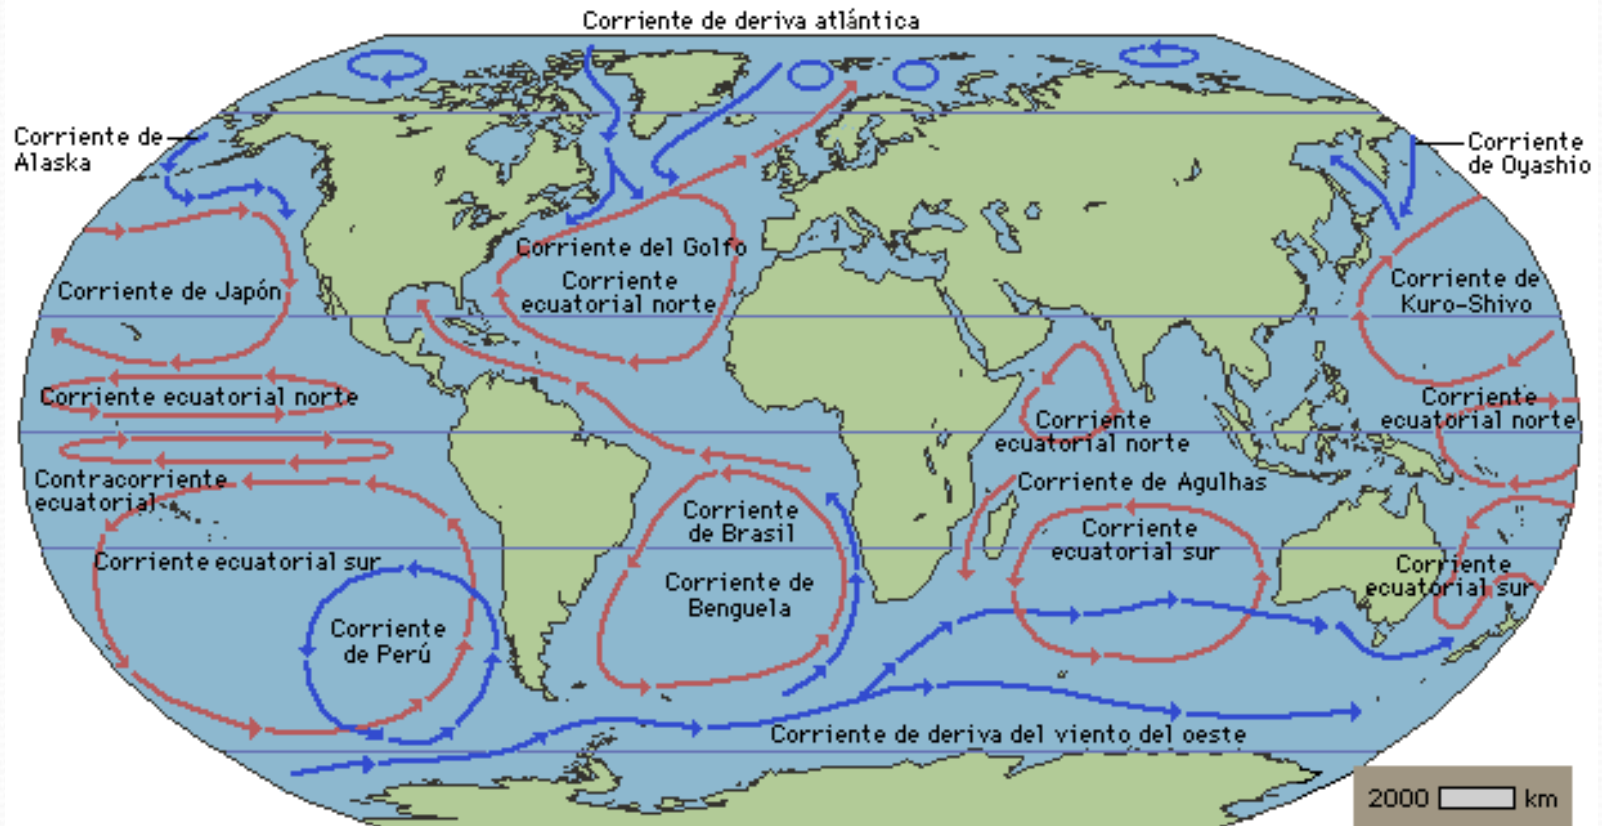 Corriente de deriva atlántica
Corriente de
Alaska
Corriente
de Oyashio
Corriente del Golfo
Corriente
ecuatorial norte
Corriente de Japón
Corriente de
Kuro-Shivo
Corriente ecuatorial norte
Corriente
ecuatorial norte
Corriente
ecuatorial norte
Contracorriente
ecuatorial
Corriente de Agulhas
Corriente
de Brasil
Corriente
ecuatorial sur
Corriente ecuatorial sur
Corriente
ecuatorial sur
Corriente de
Benguela
Corriente
de Perú
Corriente de deriva del viento del oeste
2000 km